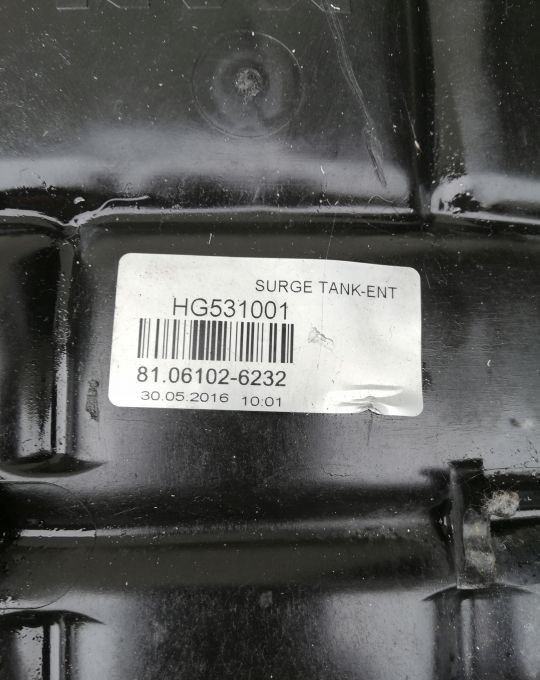 SURGE TANK-ENT
HG531001
81.06102-6232
30.05.2016 10:01